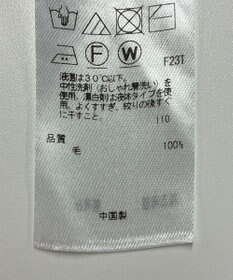 F23T
F
W
液温は30℃以下。
中性洗剤(おしゃれ着洗い)を
使用。漂白剤は液体タイプを使
用。よくすすぎ、絞りの後すぐ
に干すこと。
110
品質
毛 100%
中国製